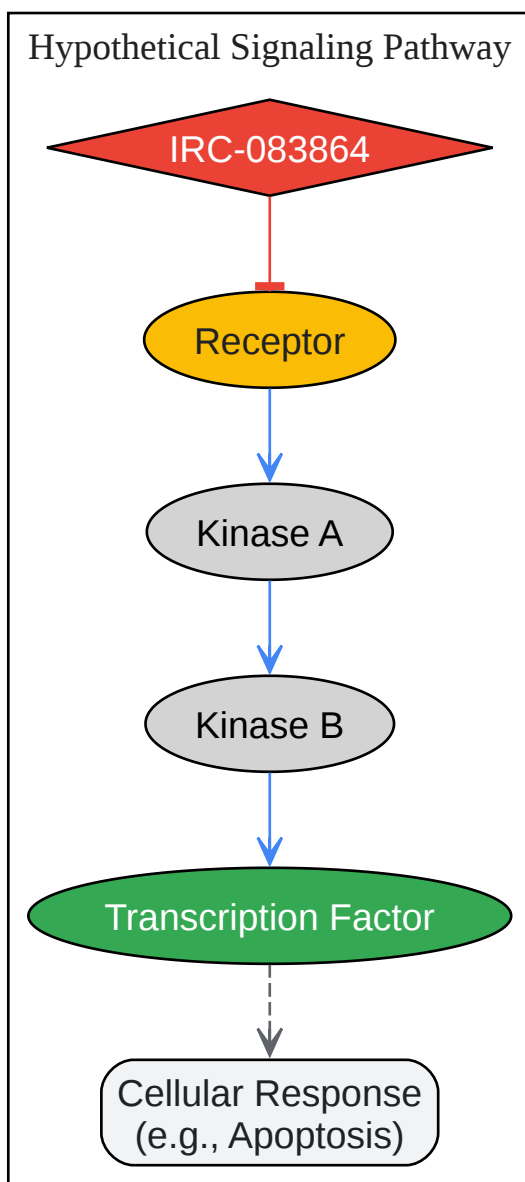 Hypothetical Signaling Pathway
IRC-083864
Receptor
Kinase A
Kinase B
Transcription Factor
Cellular Response
(e.g., Apoptosis)